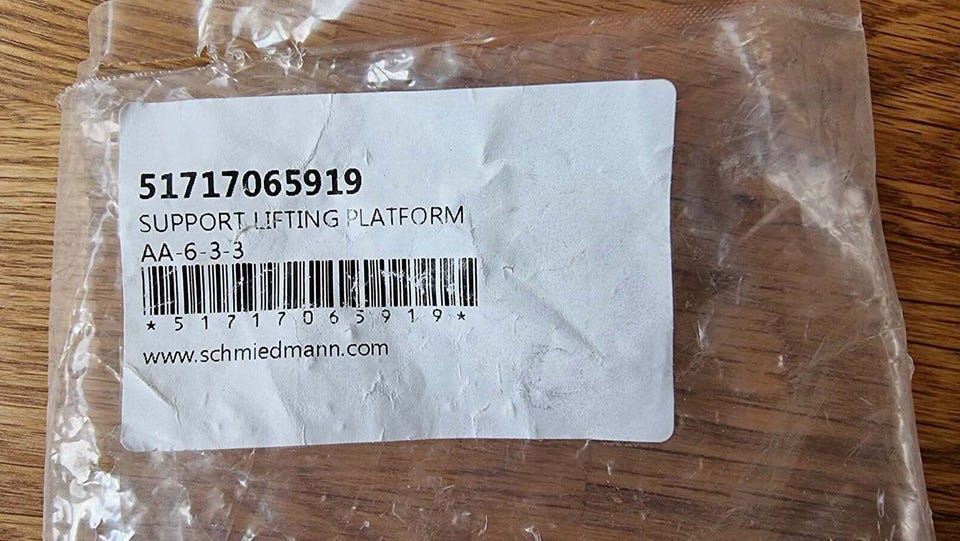 51717065919
SUPPORT LIFTING PLATFORM
AA-6-3-3
*51717065919*
www.schmiedmann.com